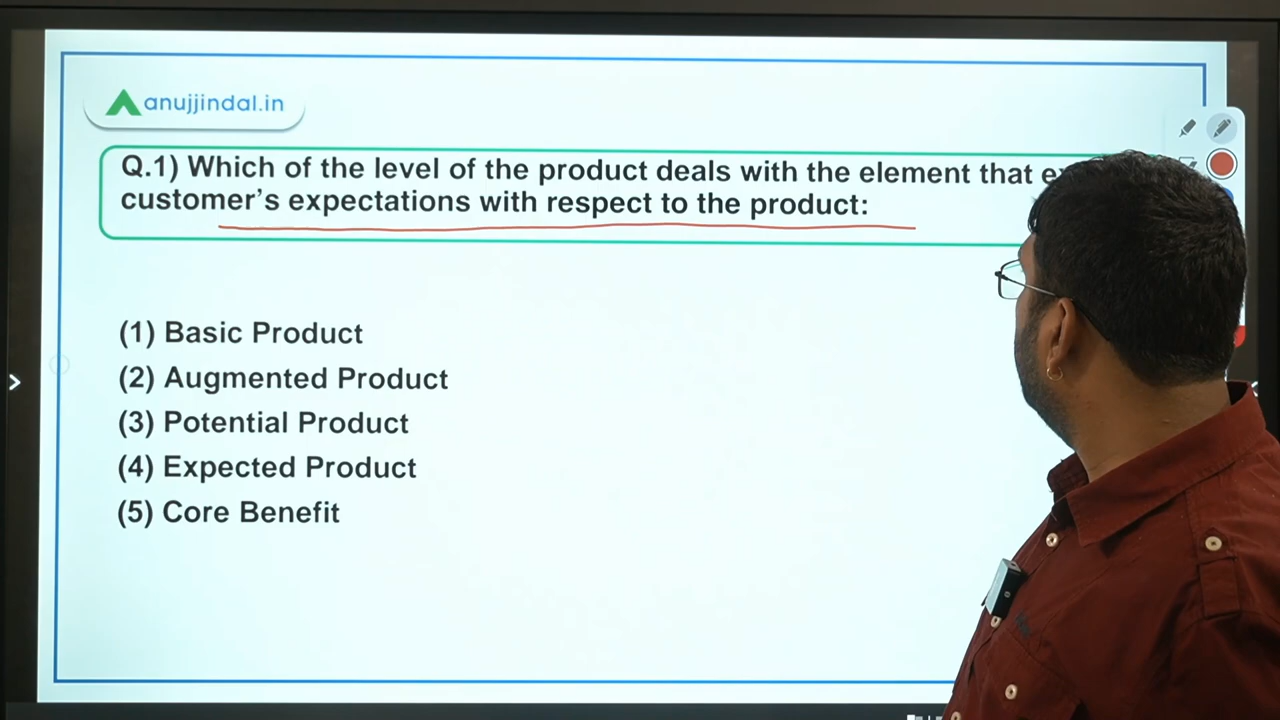 anujjindal.in
Q.1) Which of the level of the product deals with the element that
customer's expectations with respect to the product:
(1) Basic Product
(2) Augmented Product
(3) Potential Product
(4) Expected Product
(5) Core Benefit